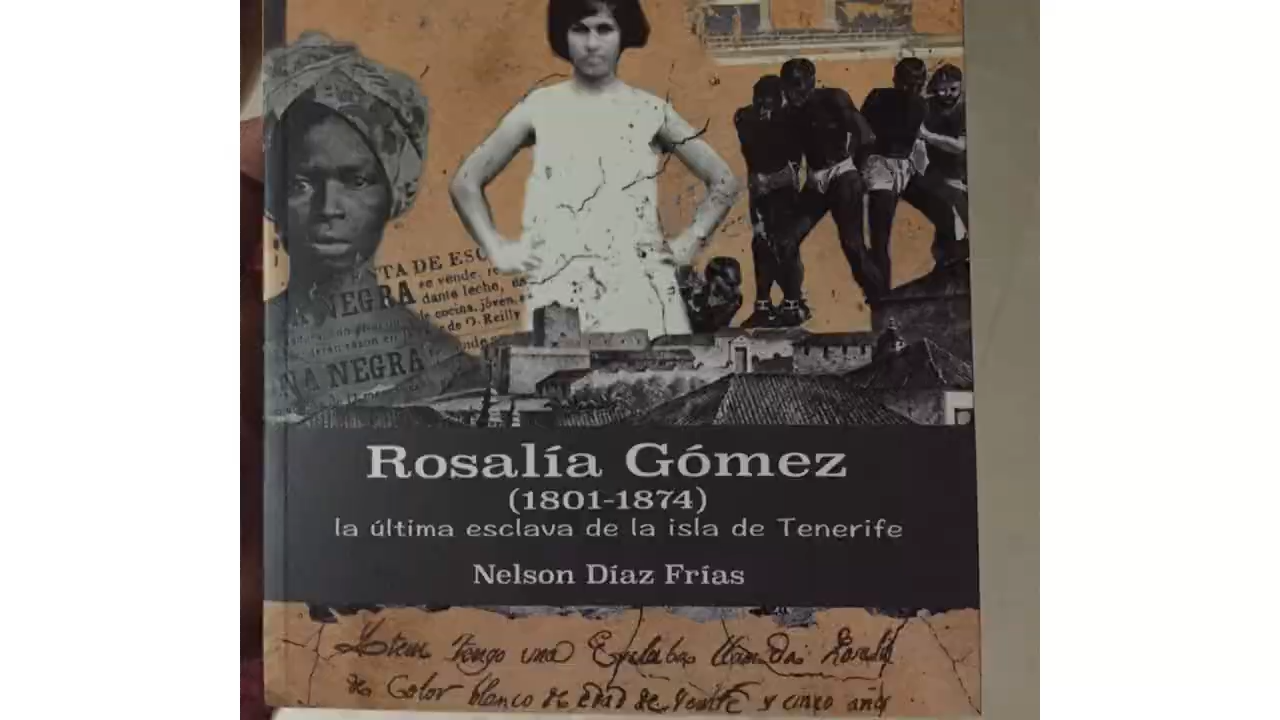 TA DE ESC
se vende, re
NEGRA dante leche,
de cocina, jóven,
de O. Reilly
NA NEGRA
Rosalía Gómez
(1801-1874)
la última esclava de la isla de Tenerife
Nelson Díaz Frías
Ytem tengo una Esclaba llamada
de Color blanco de edad de veinte y cinco años